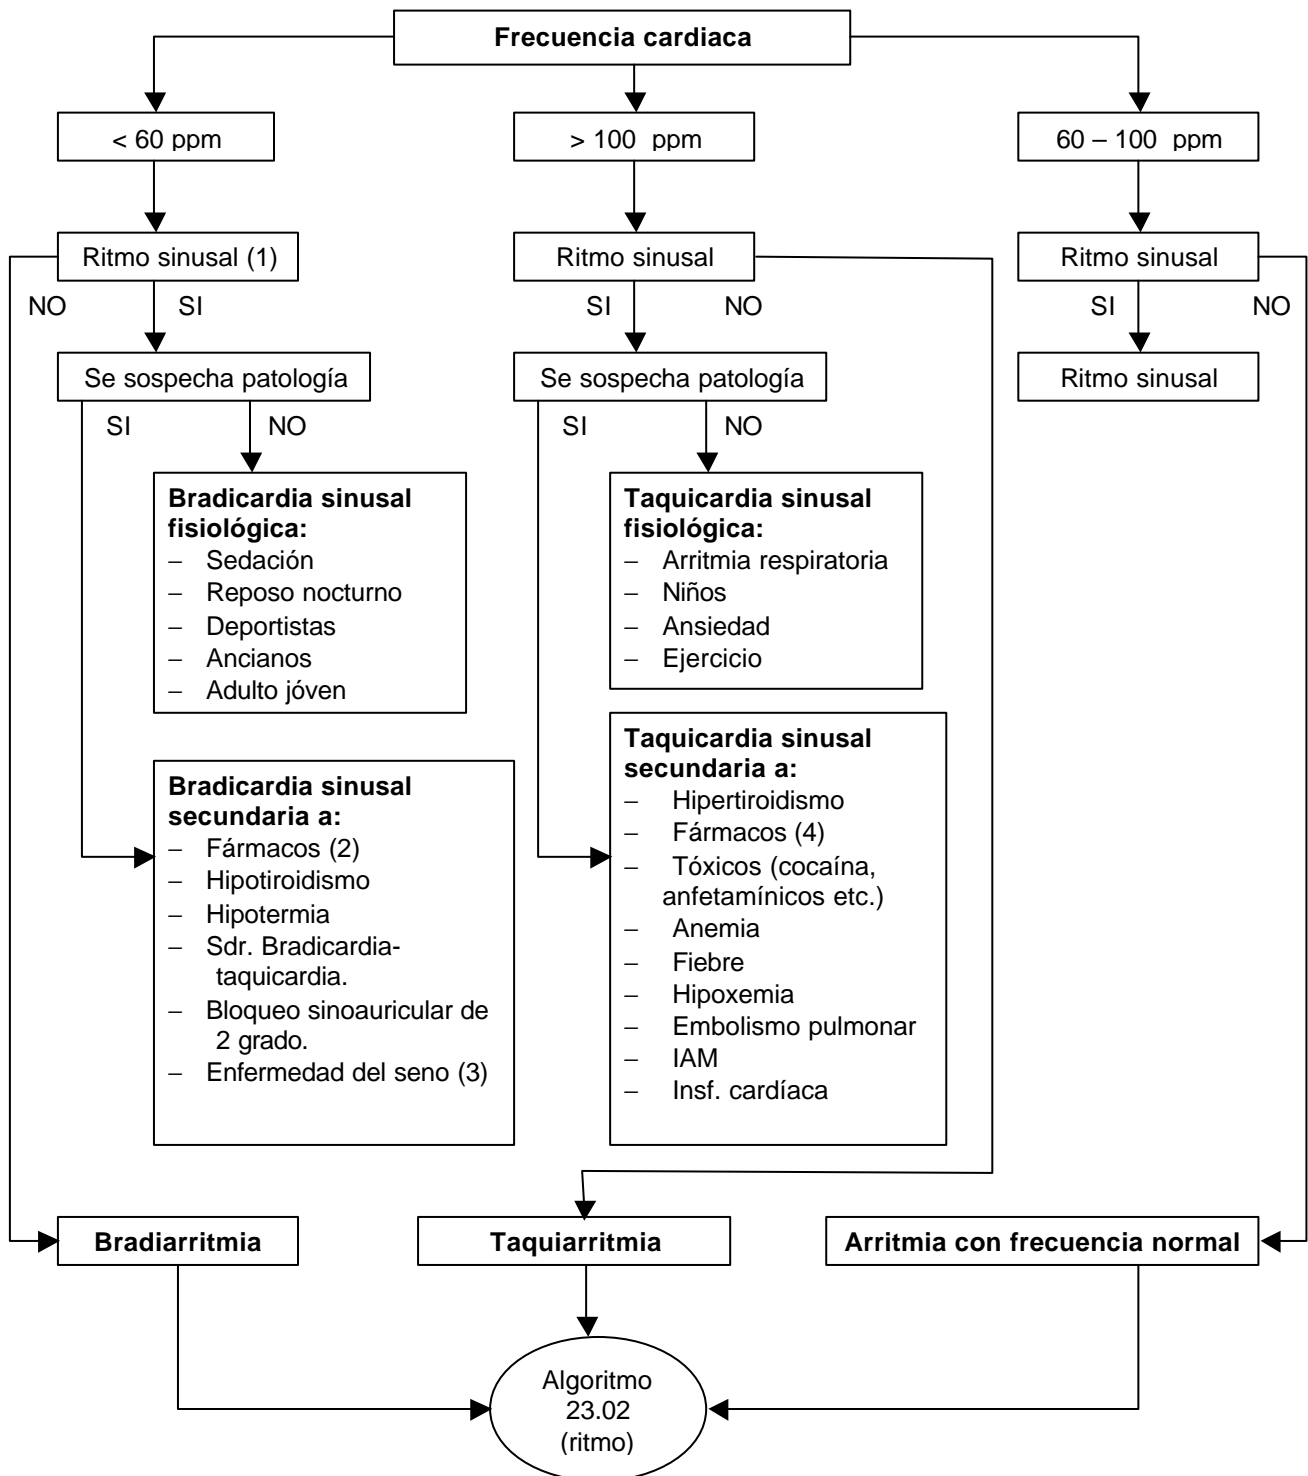 Frecuencia cardiaca
< 60 ppm
> 100 ppm
60 – 100 ppm
Ritmo sinusal (1)
Ritmo sinusal
Ritmo sinusal
NO
SI
SI
NO
SI
NO
Se sospecha patología
Se sospecha patología
Ritmo sinusal
SI
NO
SI
NO
Bradicardia sinusal
fisiológica:
– Sedación
– Reposo nocturno
– Deportistas
– Ancianos
– Adulto jóven
Taquicardia sinusal
fisiológica:
– Arritmia respiratoria
– Niños
– Ansiedad
– Ejercicio
Bradicardia sinusal
secundaria a:
– Fármacos (2)
– Hipotiroidismo
– Hipotermia
– Sdr. Bradicardia-
taquicardia.
– Bloqueo sinoauricular de
2 grado.
– Enfermedad del seno (3)
Taquicardia sinusal
secundaria a:
– Hipertiroidismo
– Fármacos (4)
– Tóxicos (cocaína,
anfetamínicos etc.)
– Anemia
– Fiebre
– Hipoxemia
– Embolismo pulmonar
– IAM
– Insf. cardíaca
Bradiarritmia
Taquiarritmia
Arritmia con frecuencia normal
Algoritmo
23.02
(ritmo)